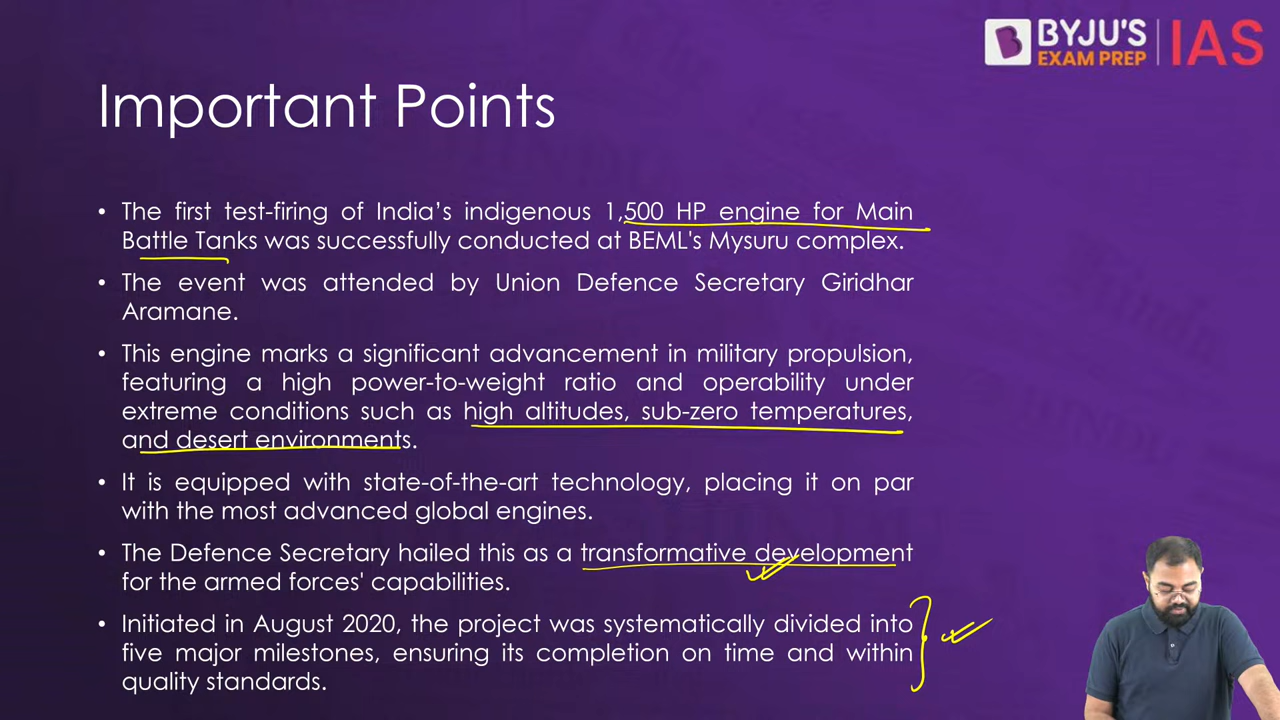 BYJU'S
EXAM PREP
IAS
Important Points
• The first test-firing of India's indigenous 1,500 HP engine for Main
Battle Tanks was successfully conducted at BEML's Mysuru complex.
• The event was attended by Union Defence Secretary Giridhar
Aramane.
• This engine marks a significant advancement in military propulsion,
featuring a high power-to-weight ratio and operability under
extreme conditions such as high altitudes, sub-zero temperatures,
and desert environments.
• It is equipped with state-of-the-art technology, placing it on par
with the most advanced global engines.
• The Defence Secretary hailed this as a transformative development
for the armed forces' capabilities.
• Initiated in August 2020, the project was systematically divided into
five major milestones, ensuring its completion on time and within
quality standards.